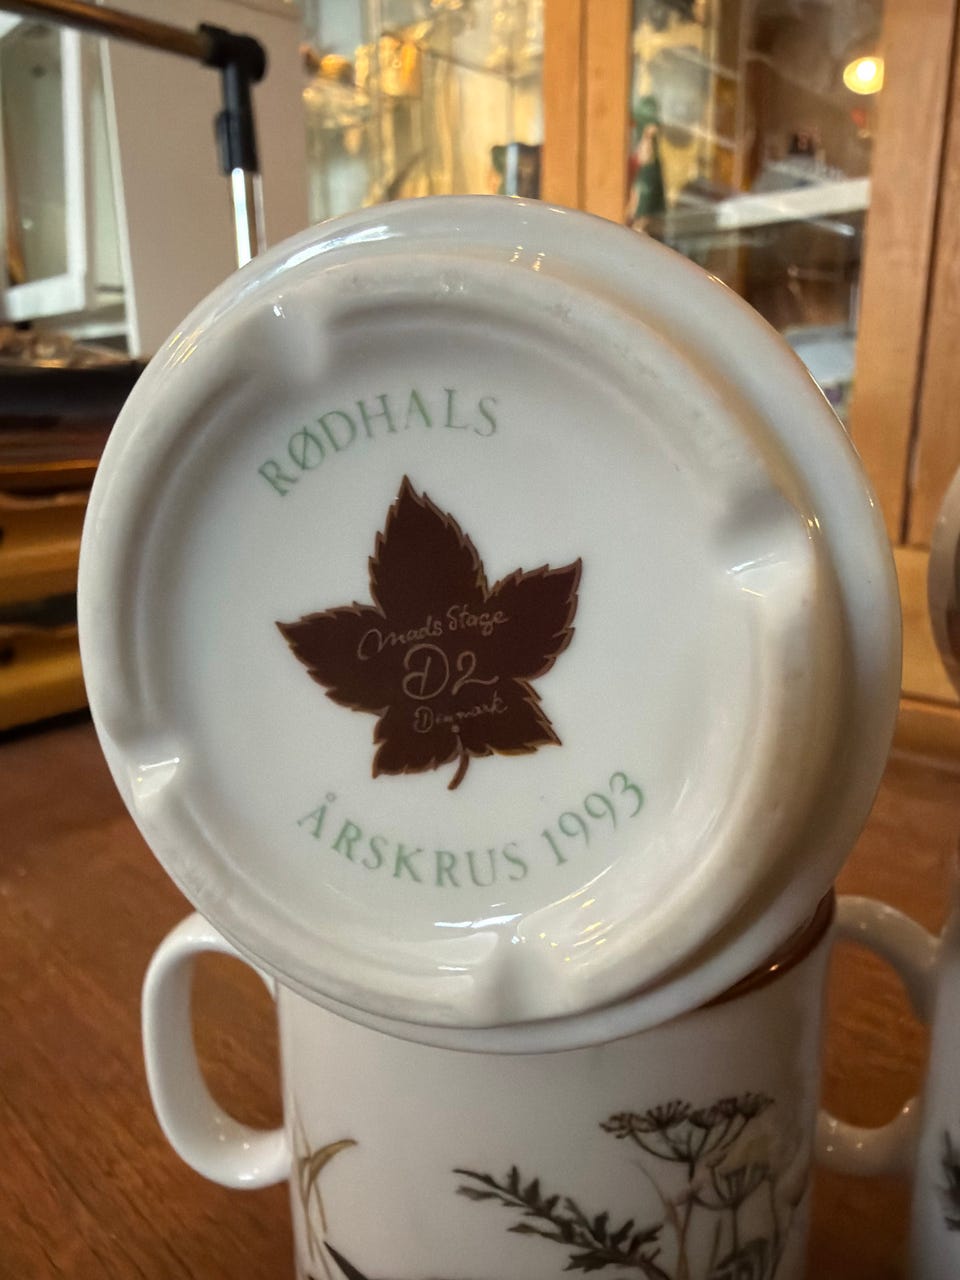 RØDHALS
Mads Stage
D2
Denmark
ÅRSKRUS 1993